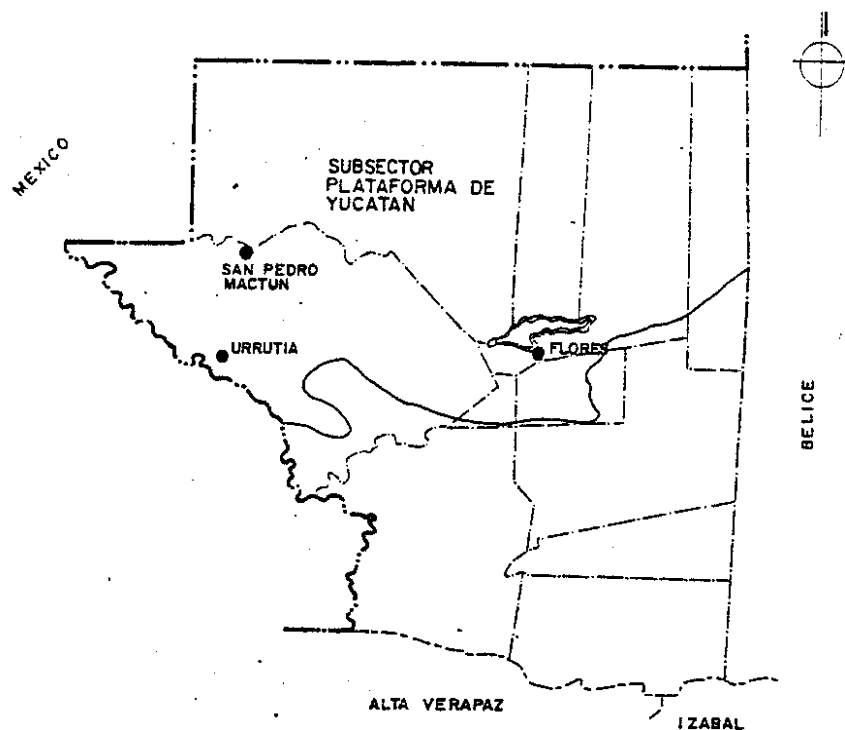 MEXICO
SUBSECTOR
PLATAFORMA DE
YUCATAN
SAN PEDRO
MACTUN
URRUTIA
FLORES
BELICE
ALTA VERAPAZ
IZABAL